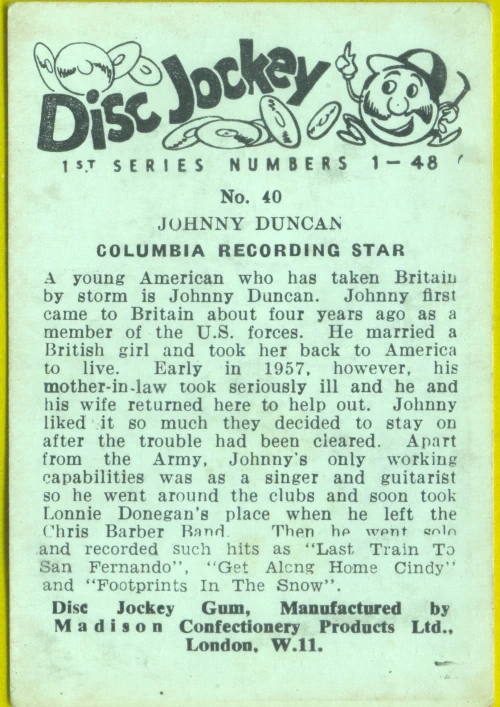 Disc Jockey
1ST SERIES NUMBERS 1-48
No. 40
JOHNNY DUNCAN
COLUMBIA RECORDING STAR
A young American who has taken Britain
by storm is Johnny Duncan. Johnny first
came to Britain about four years ago as a
member of the U.S. forces. He married a
British girl and took her back to America
to live. Early in 1957, however, his
mother-in-law took seriously ill and he and
his wife returned here to help out. Johnny
liked it so much they decided to stay on
after the trouble had been cleared. Apart
from the Army, Johnny's only working
capabilities was as a singer and guitarist
so he went around the clubs and soon took
Lonnie Donegan's place when he left the
Chris Barber Band. Then he went solo
and recorded such hits as "Last Train To
San Fernando", "Get Along Home Cindy"
and "Footprints In The Snow".
Disc Jockey Gum, Manufactured by
Madison Confectionery Products Ltd.,
London, W.11.